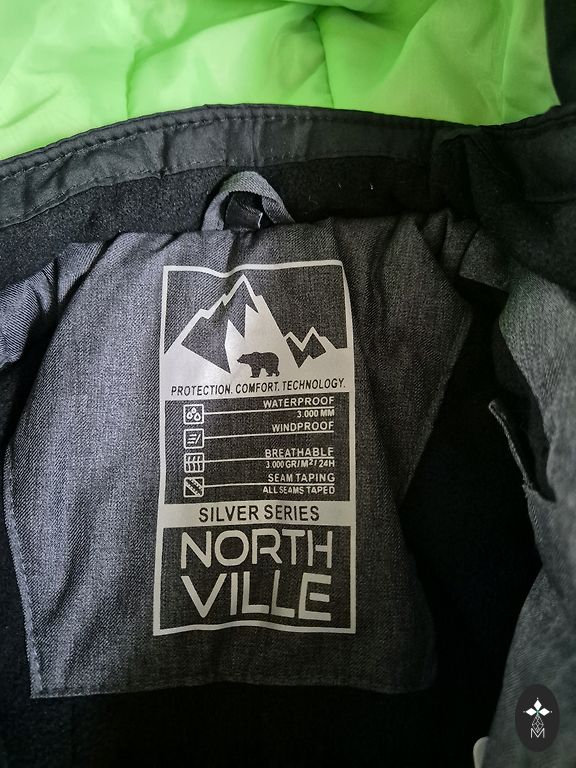 PROTECTION. COMFORT. TECHNOLOGY.
WATERPROOF
3.000 MM
WINDPROOF
BREATHABLE
3.000 GR/M²/24H
SEAM TAPING
ALL SEAMS TAPED
SILVER SERIES
NORTH
VILLE
M